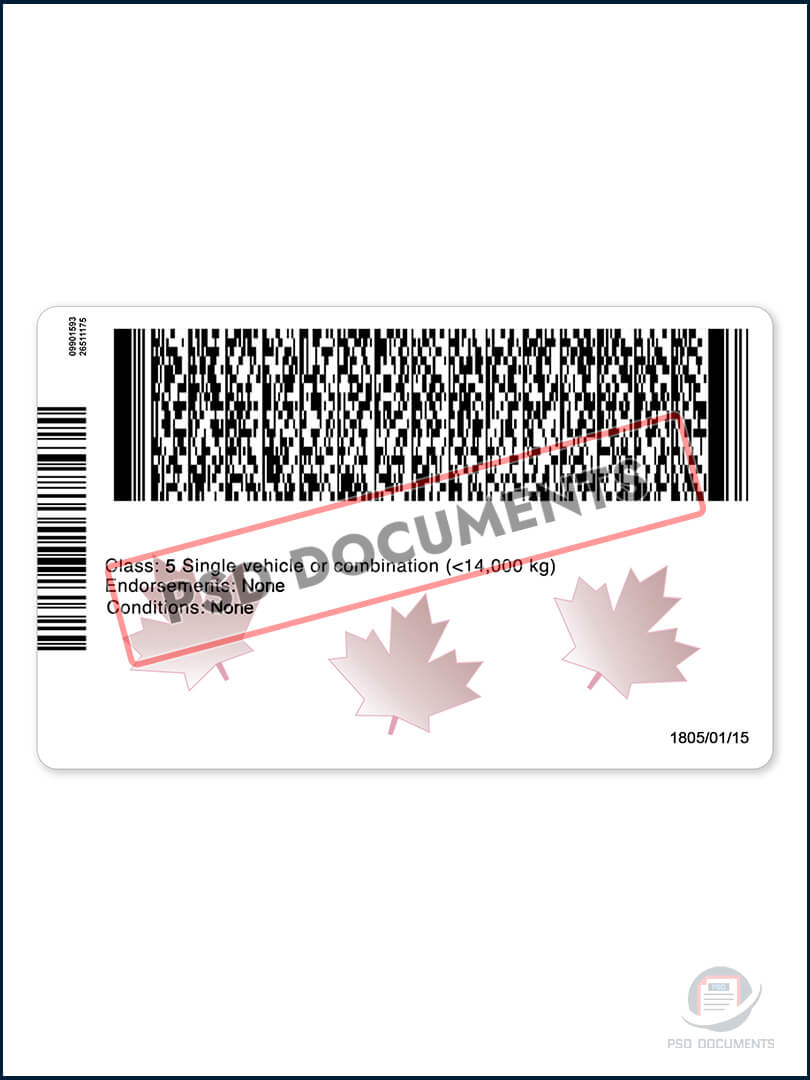 09901593
26511175
PSD DOCUMENTS
Class: 5 Single vehicle or combination (<14,000 kg)
Endorsements: None
Conditions: None
1805/01/15
PSD
PSD DOCUMENTS